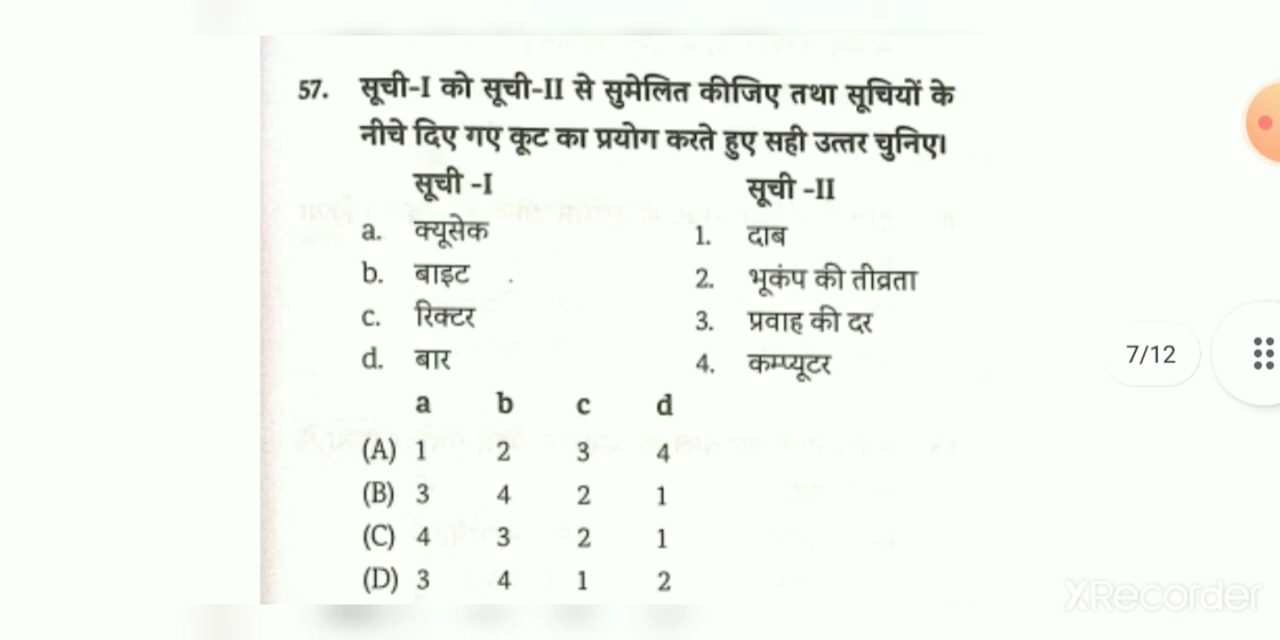 57. सूची-I को सूची-II से सुमेलित कीजिए तथा सूचियों के
नीचे दिए गए कूट का प्रयोग करते हुए सही उत्तर चुनिए।
सूची -I सूची -II
a. क्यूसेक 1. दाब
b. बाइट 2. भूकंप की तीव्रता
c. रिक्टर 3. प्रवाह की दर
d. बार 4. कम्प्यूटर
a b c d
(A) 1 2 3 4
(B) 3 4 2 1
(C) 4 3 2 1
(D) 3 4 1 2
7/12
XRecorder